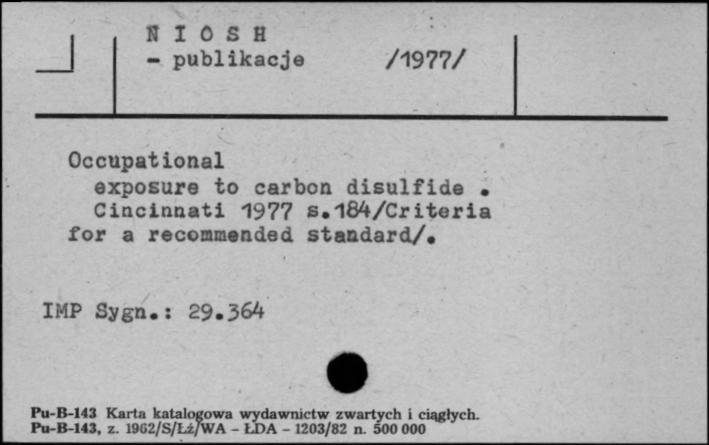 N I O S H
- publikacje /1977/
Occupational
exposure to carbon disulfide .
Cincinnati 1977 s.184/Criteria
for a recommended standard/.
IMP Sygn.: 29.364
Pu-B-143 Karta katalogowa wydawnictw zwartych i ciągłych.
Pu-B-143, z. 1962/S/Łź/WA – ŁDA – 1203/82 n. 500 000